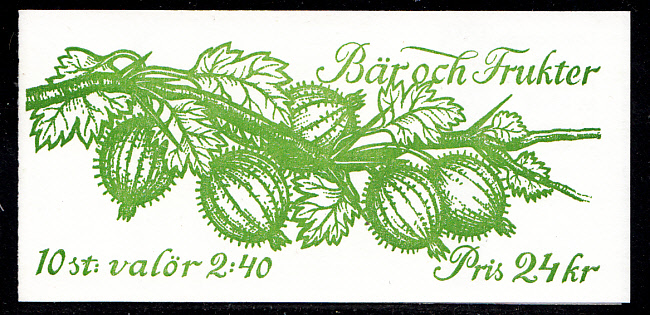 Bär och Frukter
10 st: valör 2:40
Pris 24 kr